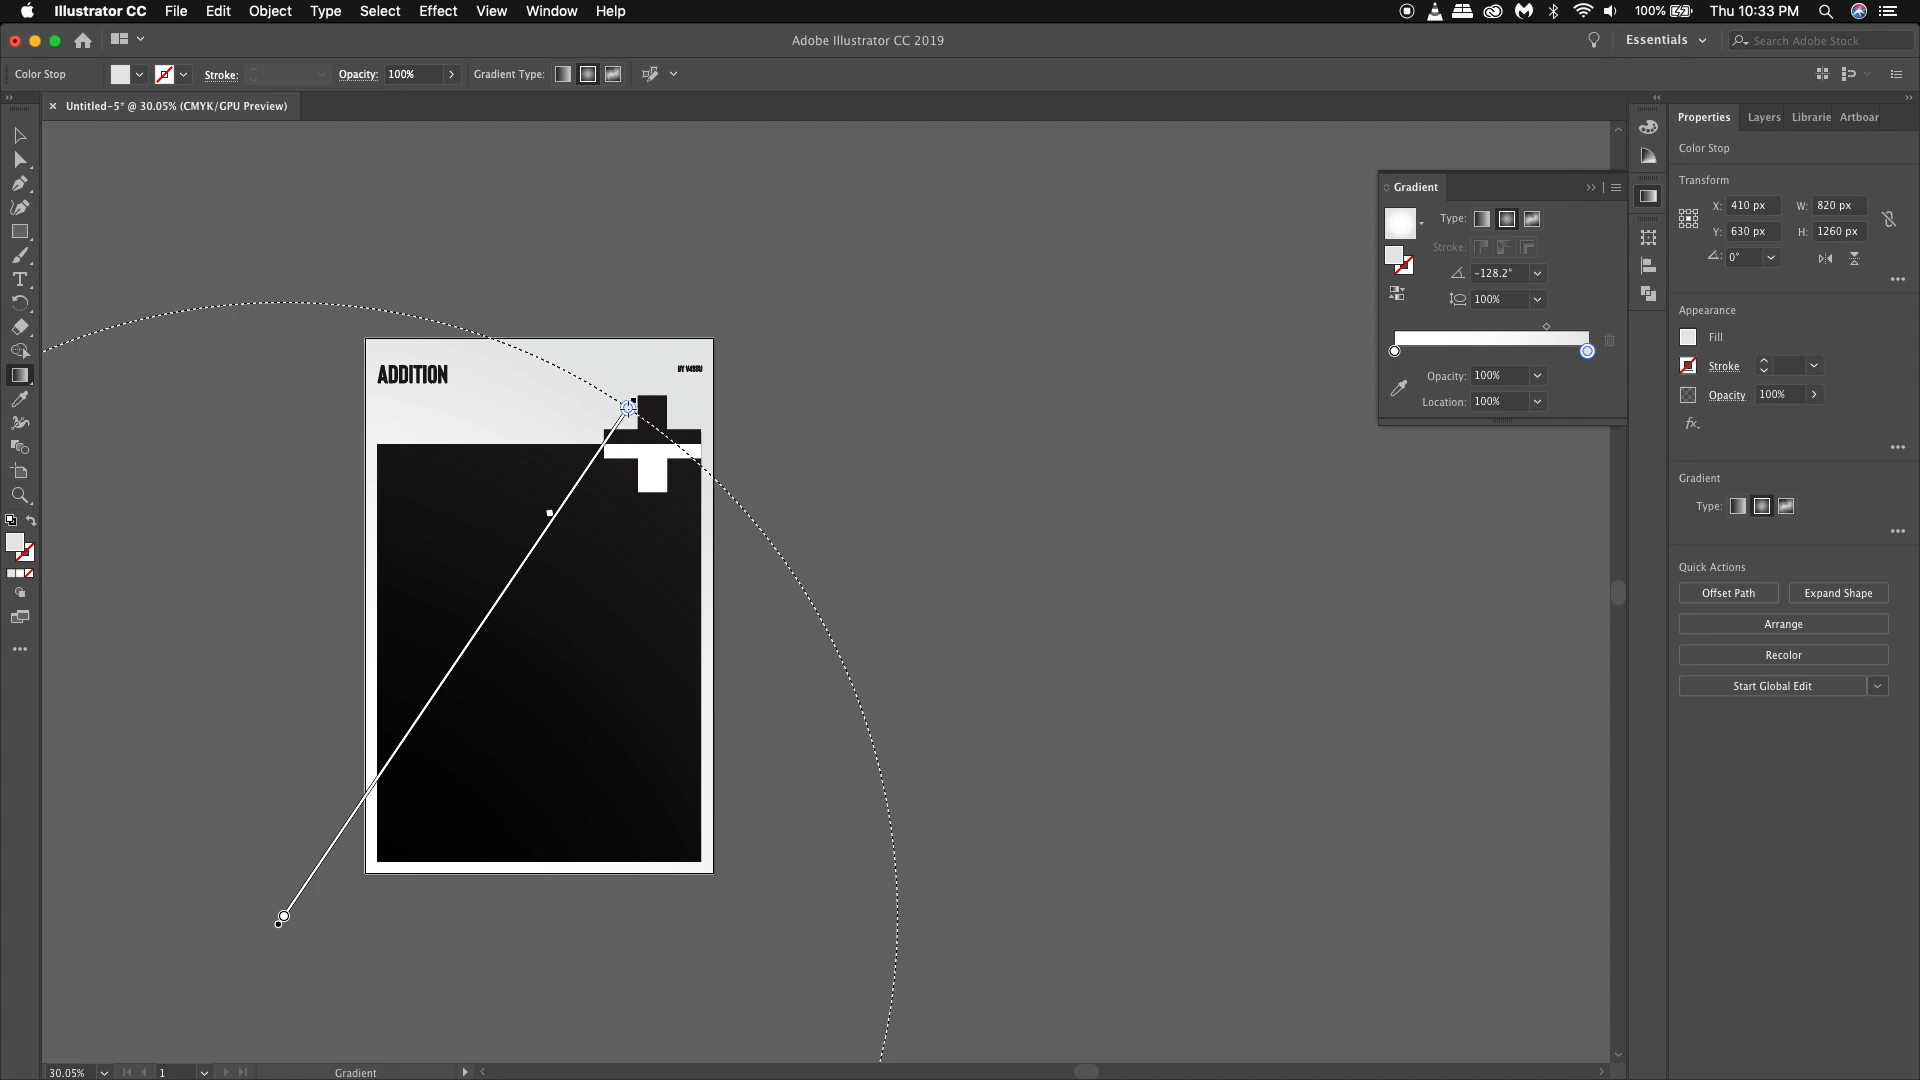 Illustrator CC File Edit Object Type Select Effect View Window Help 100% Thu 10:33 PM
Adobe Illustrator CC 2019 Essentials Search Adobe Stock
Color Stop Stroke: Opacity: 100% Gradient Type:
× Untitled-5* @ 30.05% (CMYK/GPU Preview)
ADDITION
BY V4SSU
Gradient
Type:
Stroke:
-128.2°
100%
Opacity: 100%
Location: 100%
Properties Layers Librarie Artboar
Color Stop
Transform
X: 410 px W: 820 px
Y: 630 px H: 1260 px
0°
Appearance
Fill
Stroke
Opacity 100%
fx.
Gradient
Type:
Quick Actions
Offset Path Expand Shape
Arrange
Recolor
Start Global Edit
30.05% 1 Gradient